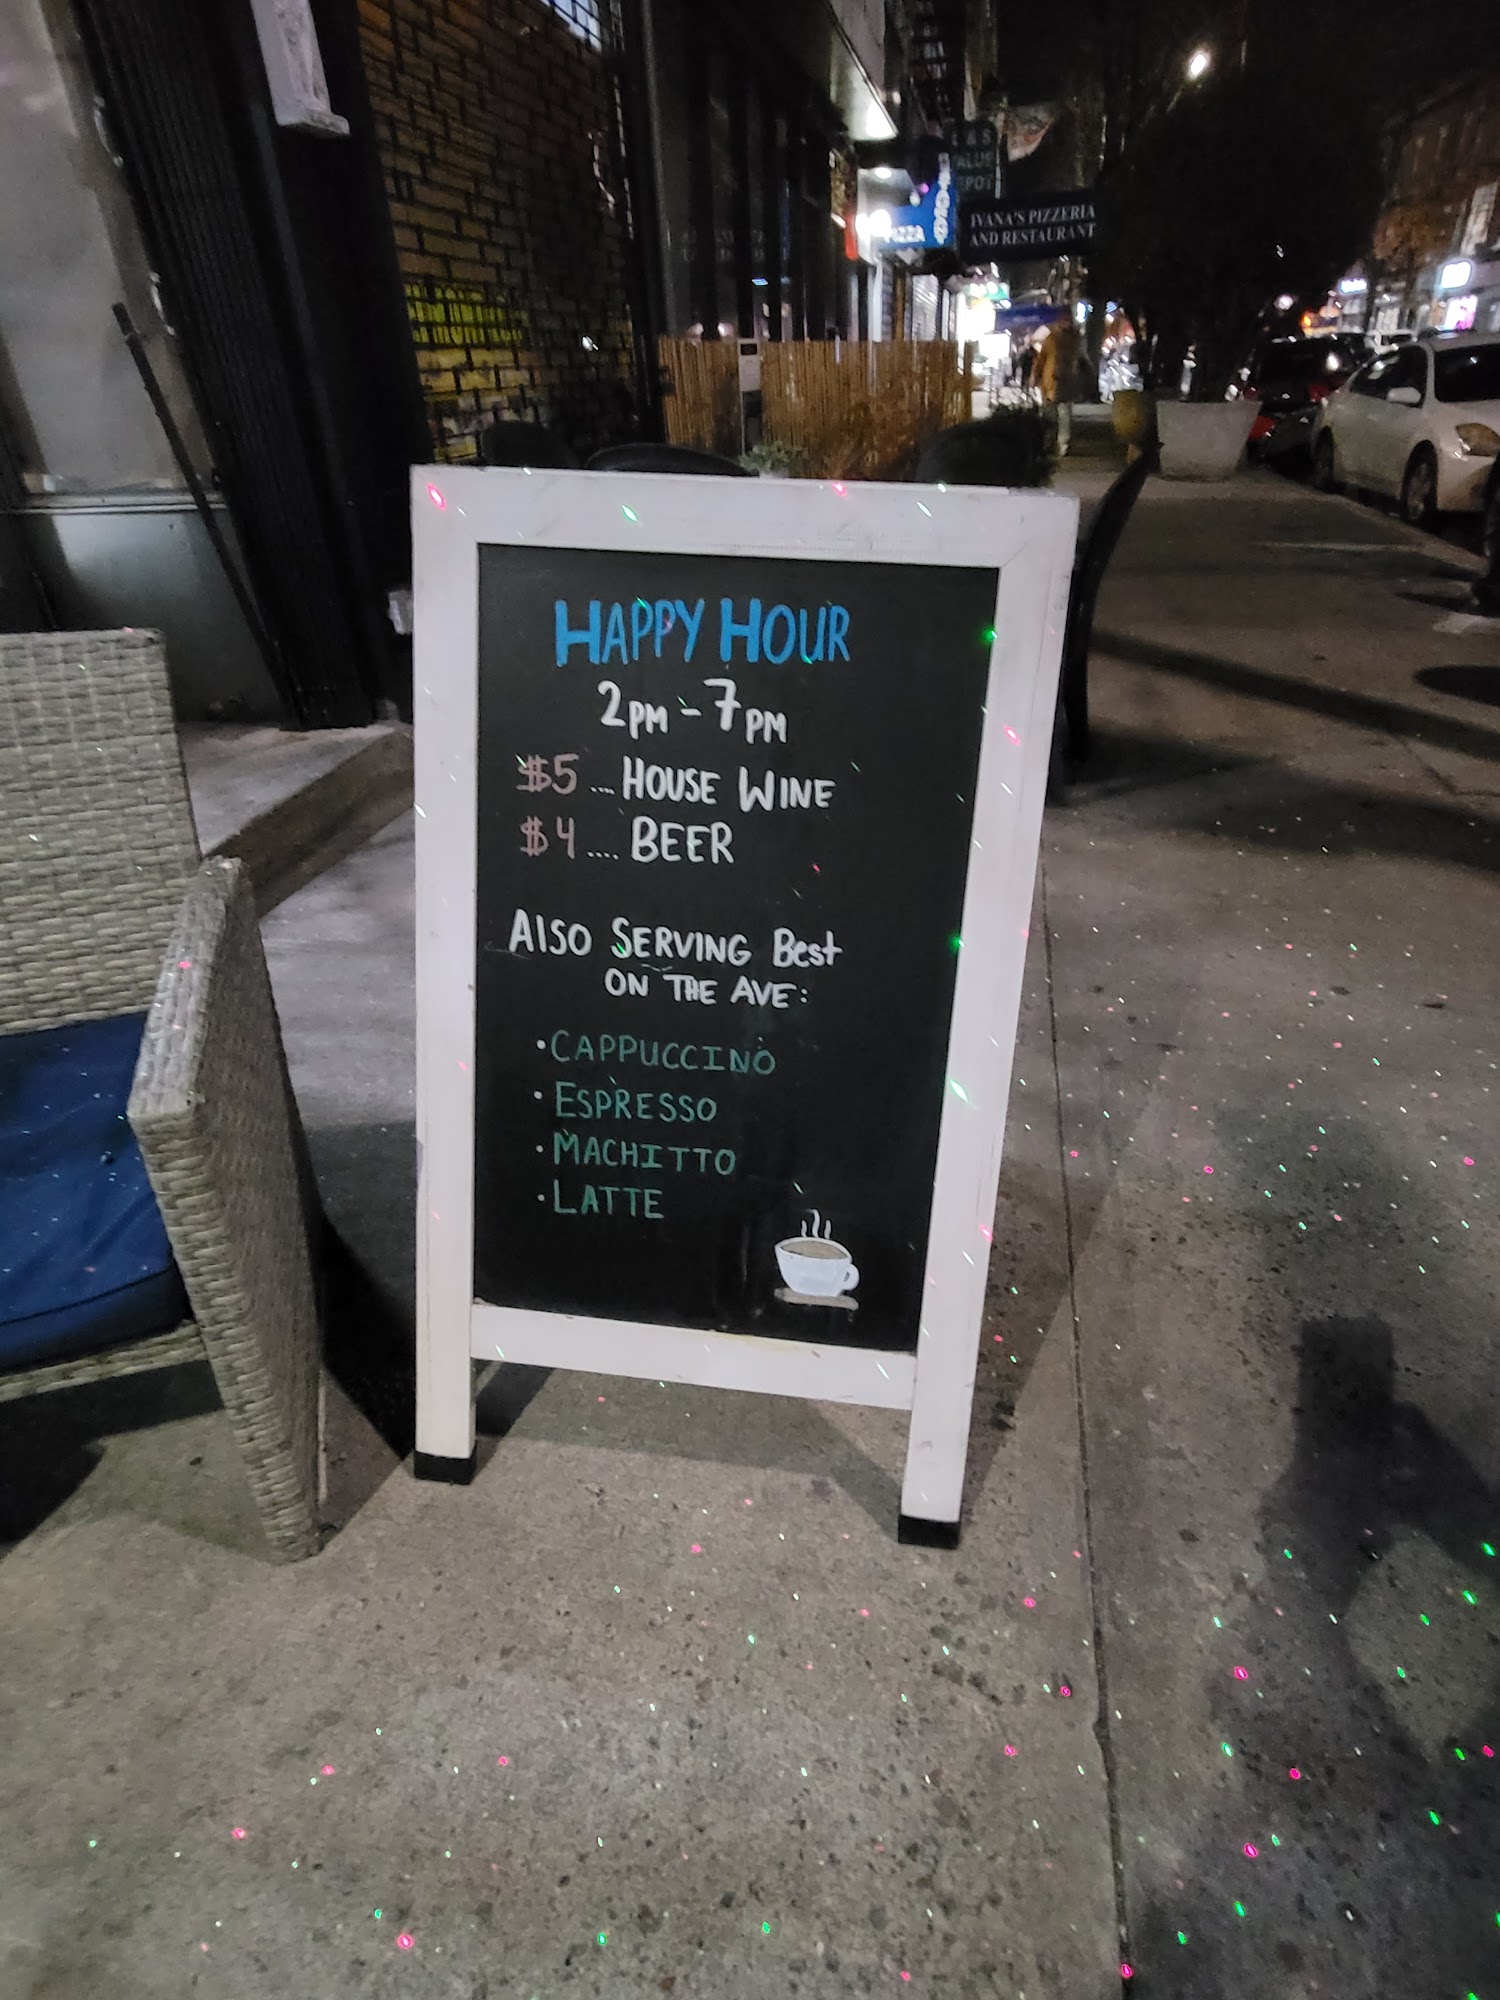 PIZZA
IVANA'S PIZZERIA
AND RESTAURANT
HAPPY HOUR
2PM - 7PM
$5 ... HOUSE WINE
$4 .... BEER
Also SERVING Best
ON THE AVE:
• CAPPUCCINO
• ESPRESSO
• MACHITTO
• LATTE